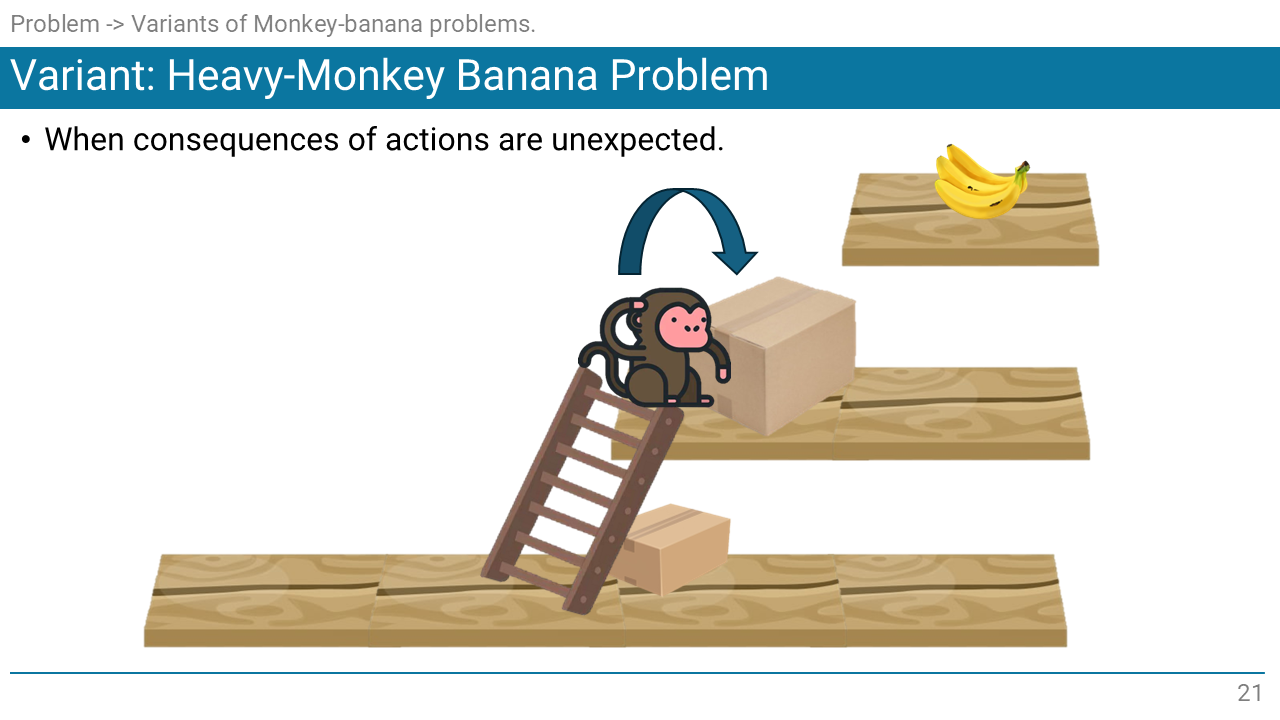 Problem -> Variants of Monkey-banana problems.
Variant: Heavy-Monkey Banana Problem
• When consequences of actions are unexpected.
21